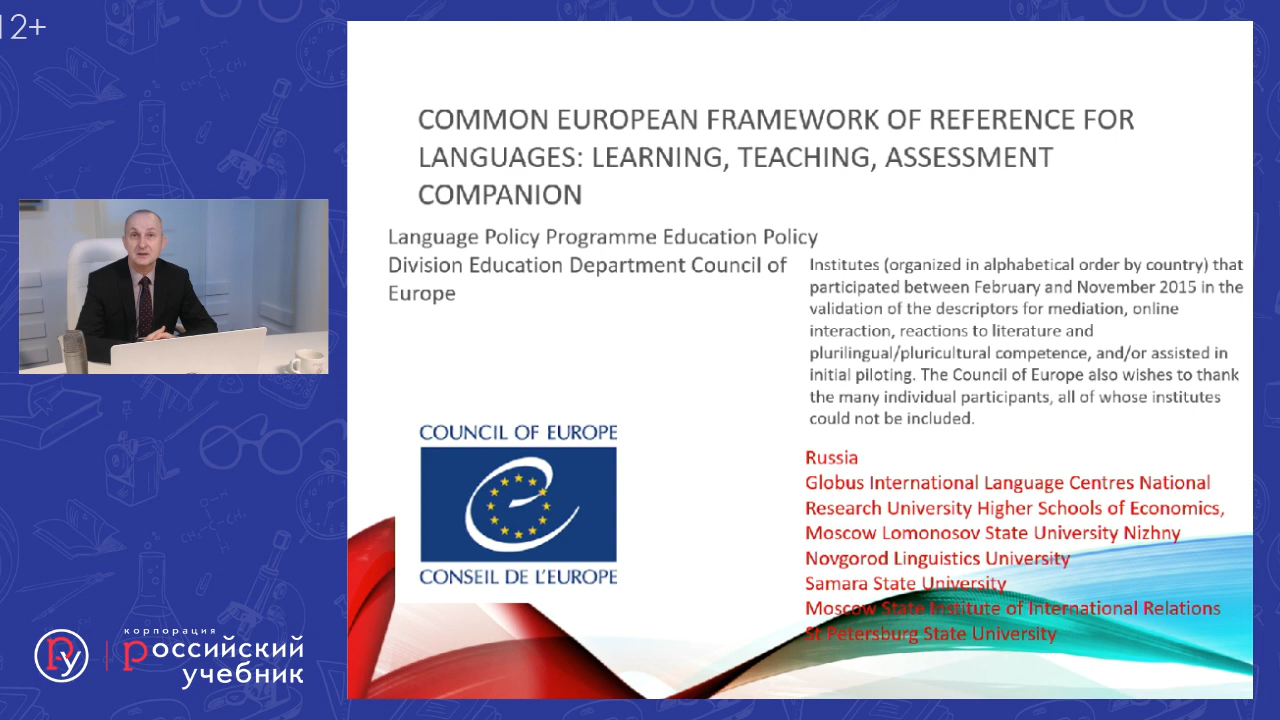 12+
COMMON EUROPEAN FRAMEWORK OF REFERENCE FOR
LANGUAGES: LEARNING, TEACHING, ASSESSMENT
COMPANION
Language Policy Programme Education Policy
Division Education Department Council of
Europe
Institutes (organized in alphabetical order by country) that
participated between February and November 2015 in the
validation of the descriptors for mediation, online
interaction, reactions to literature and
plurilingual/pluricultural competence, and/or assisted in
initial piloting. The Council of Europe also wishes to thank
the many individual participants, all of whose institutes
could not be included.
COUNCIL OF EUROPE
CONSEIL DE L'EUROPE
Russia
Globus International Language Centres National
Research University Higher Schools of Economics,
Moscow Lomonosov State University Nizhny
Novgorod Linguistics University
Samara State University
Moscow State Institute of International Relations
St Petersburg State University
Ру
корпорация
Российский
учебник